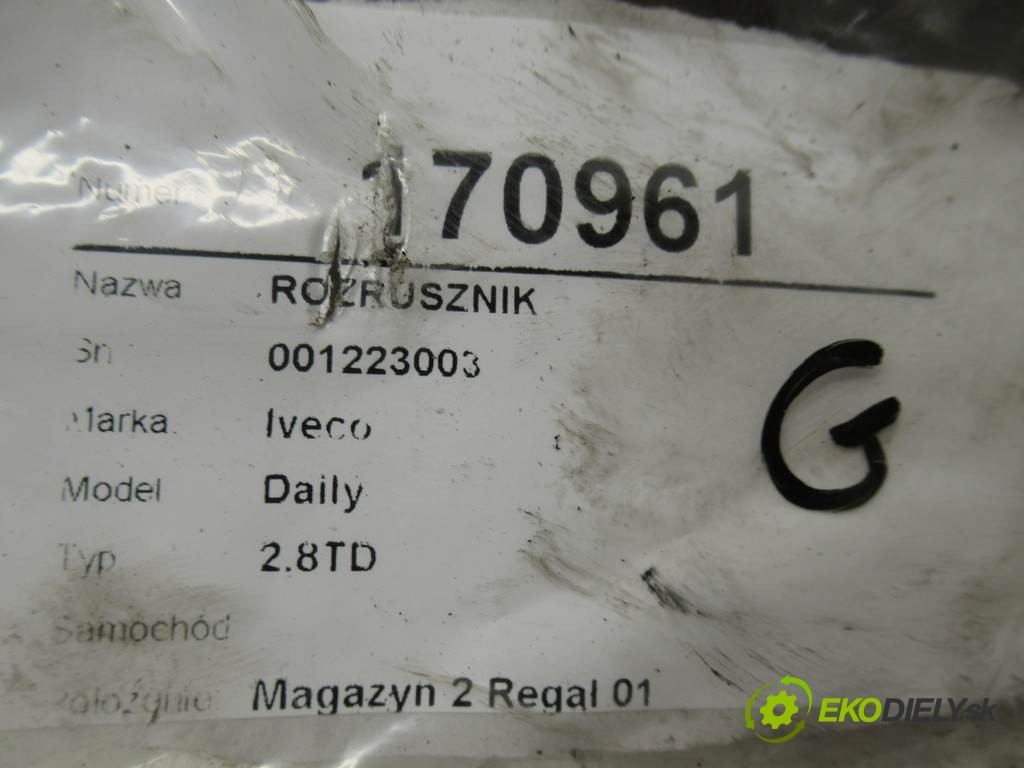 Numer 170961
Nazwa ROZRUSZNIK
Sn 001223003
Marka Iveco
Model Daily
Typ 2.8TD
Samochód
Położenie Magazyn 2 Regał 01
G
EKODIELY.sk